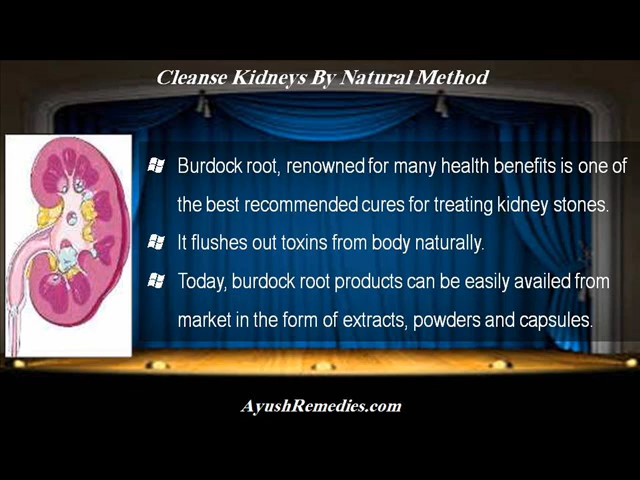 Cleanse Kidneys By Natural Method
Burdock root, renowned for many health benefits is one of
the best recommended cures for treating kidney stones.
It flushes out toxins from body naturally.
Today, burdock root products can be easily availed from
market in the form of extracts, powders and capsules.
AyushRemedies.com